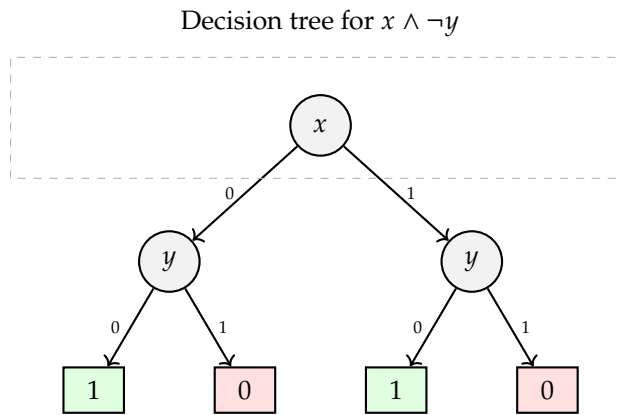 Decision tree for x ∧ ¬y
x
0 1
y y
0 1 0 1
1 0 1 0